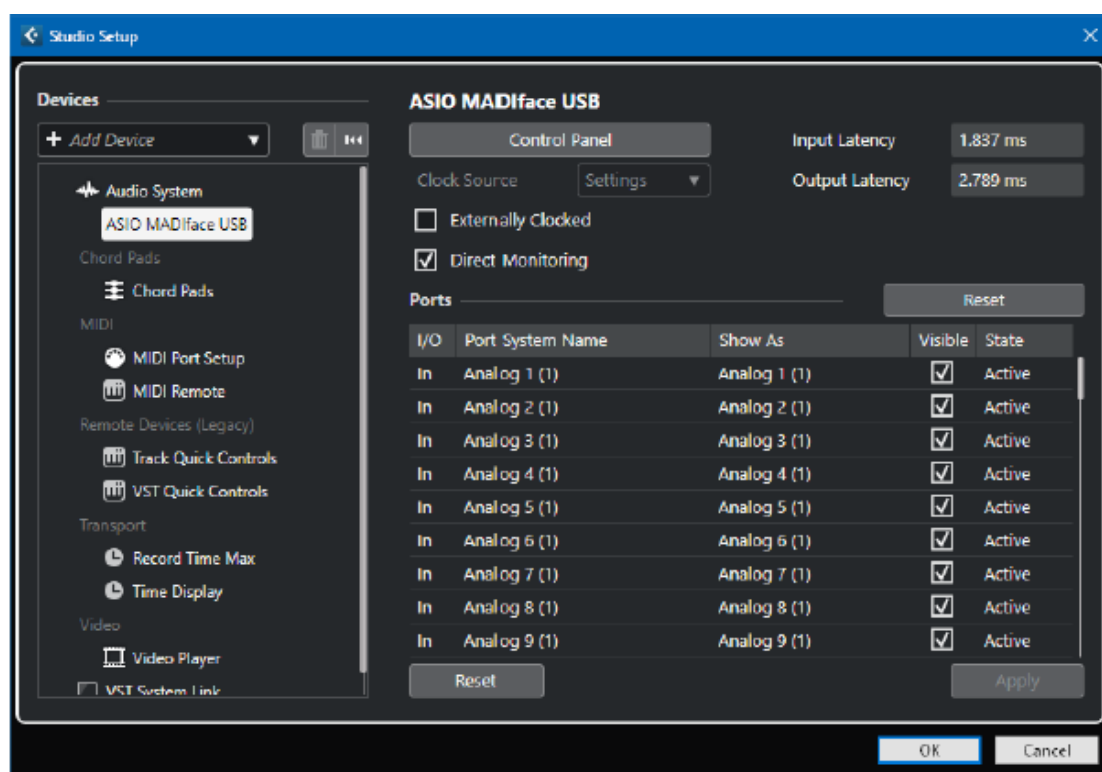 Studio Setup
Devices
+ Add Device
Audio System
ASIO MADIface USB
Chord Pads
Chord Pads
MIDI
MIDI Port Setup
MIDI Remote
Remote Devices (Legacy)
Track Quick Controls
VST Quick Controls
Transport
Record Time Max
Time Display
Video
Video Player
VST System Link
ASIO MADIface USB
Control Panel Input Latency 1.837 ms
Clock Source Settings Output Latency 2.789 ms
Externally Clocked
Direct Monitoring
Ports Reset
I/O Port System Name Show As Visible State
In Analog 1 (1) Analog 1 (1) Active
In Analog 2 (1) Analog 2 (1) Active
In Analog 3 (1) Analog 3 (1) Active
In Analog 4 (1) Analog 4 (1) Active
In Analog 5 (1) Analog 5 (1) Active
In Analog 6 (1) Analog 6 (1) Active
In Analog 7 (1) Analog 7 (1) Active
In Analog 8 (1) Analog 8 (1) Active
In Analog 9 (1) Analog 9 (1) Active
Reset Apply
OK Cancel